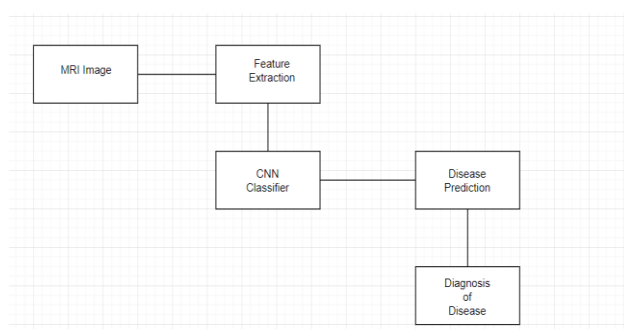 MRI Image
Feature
Extraction
CNN
Classifier
Disease
Prediction
Diagnosis
of
Disease